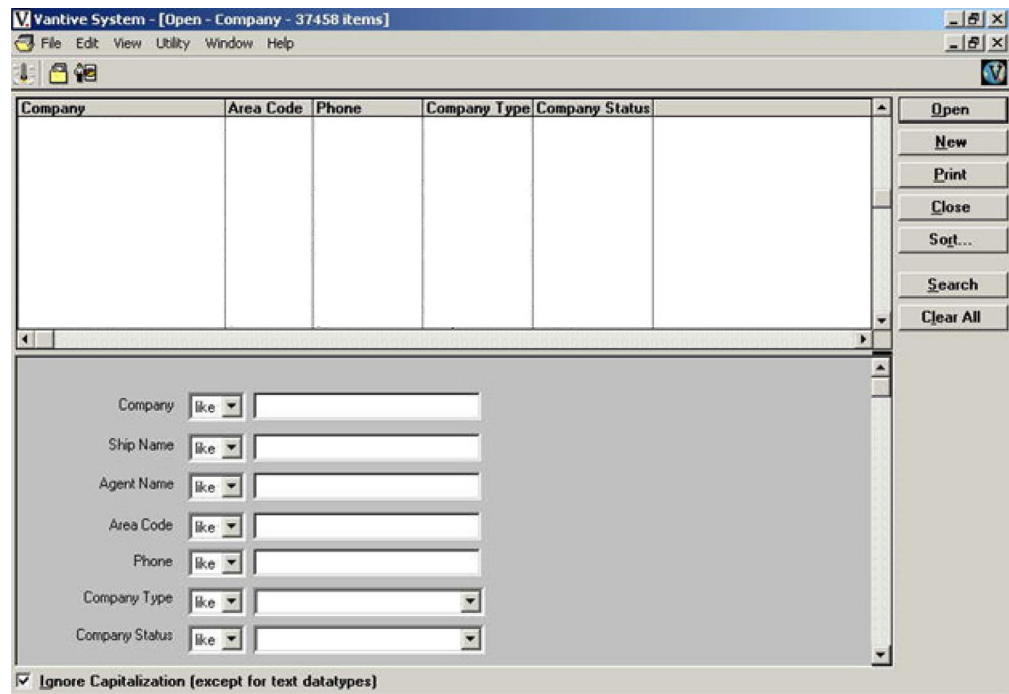 Vantive System - [Open - Company - 37458 items]
File Edit View Utility Window Help
Company Area Code Phone Company Type Company Status
Open
New
Print
Close
Sort...
Search
Clear All
Company like
Ship Name like
Agent Name like
Area Code like
Phone like
Company Type like
Company Status like
Ignore Capitalization (except for text datatypes)